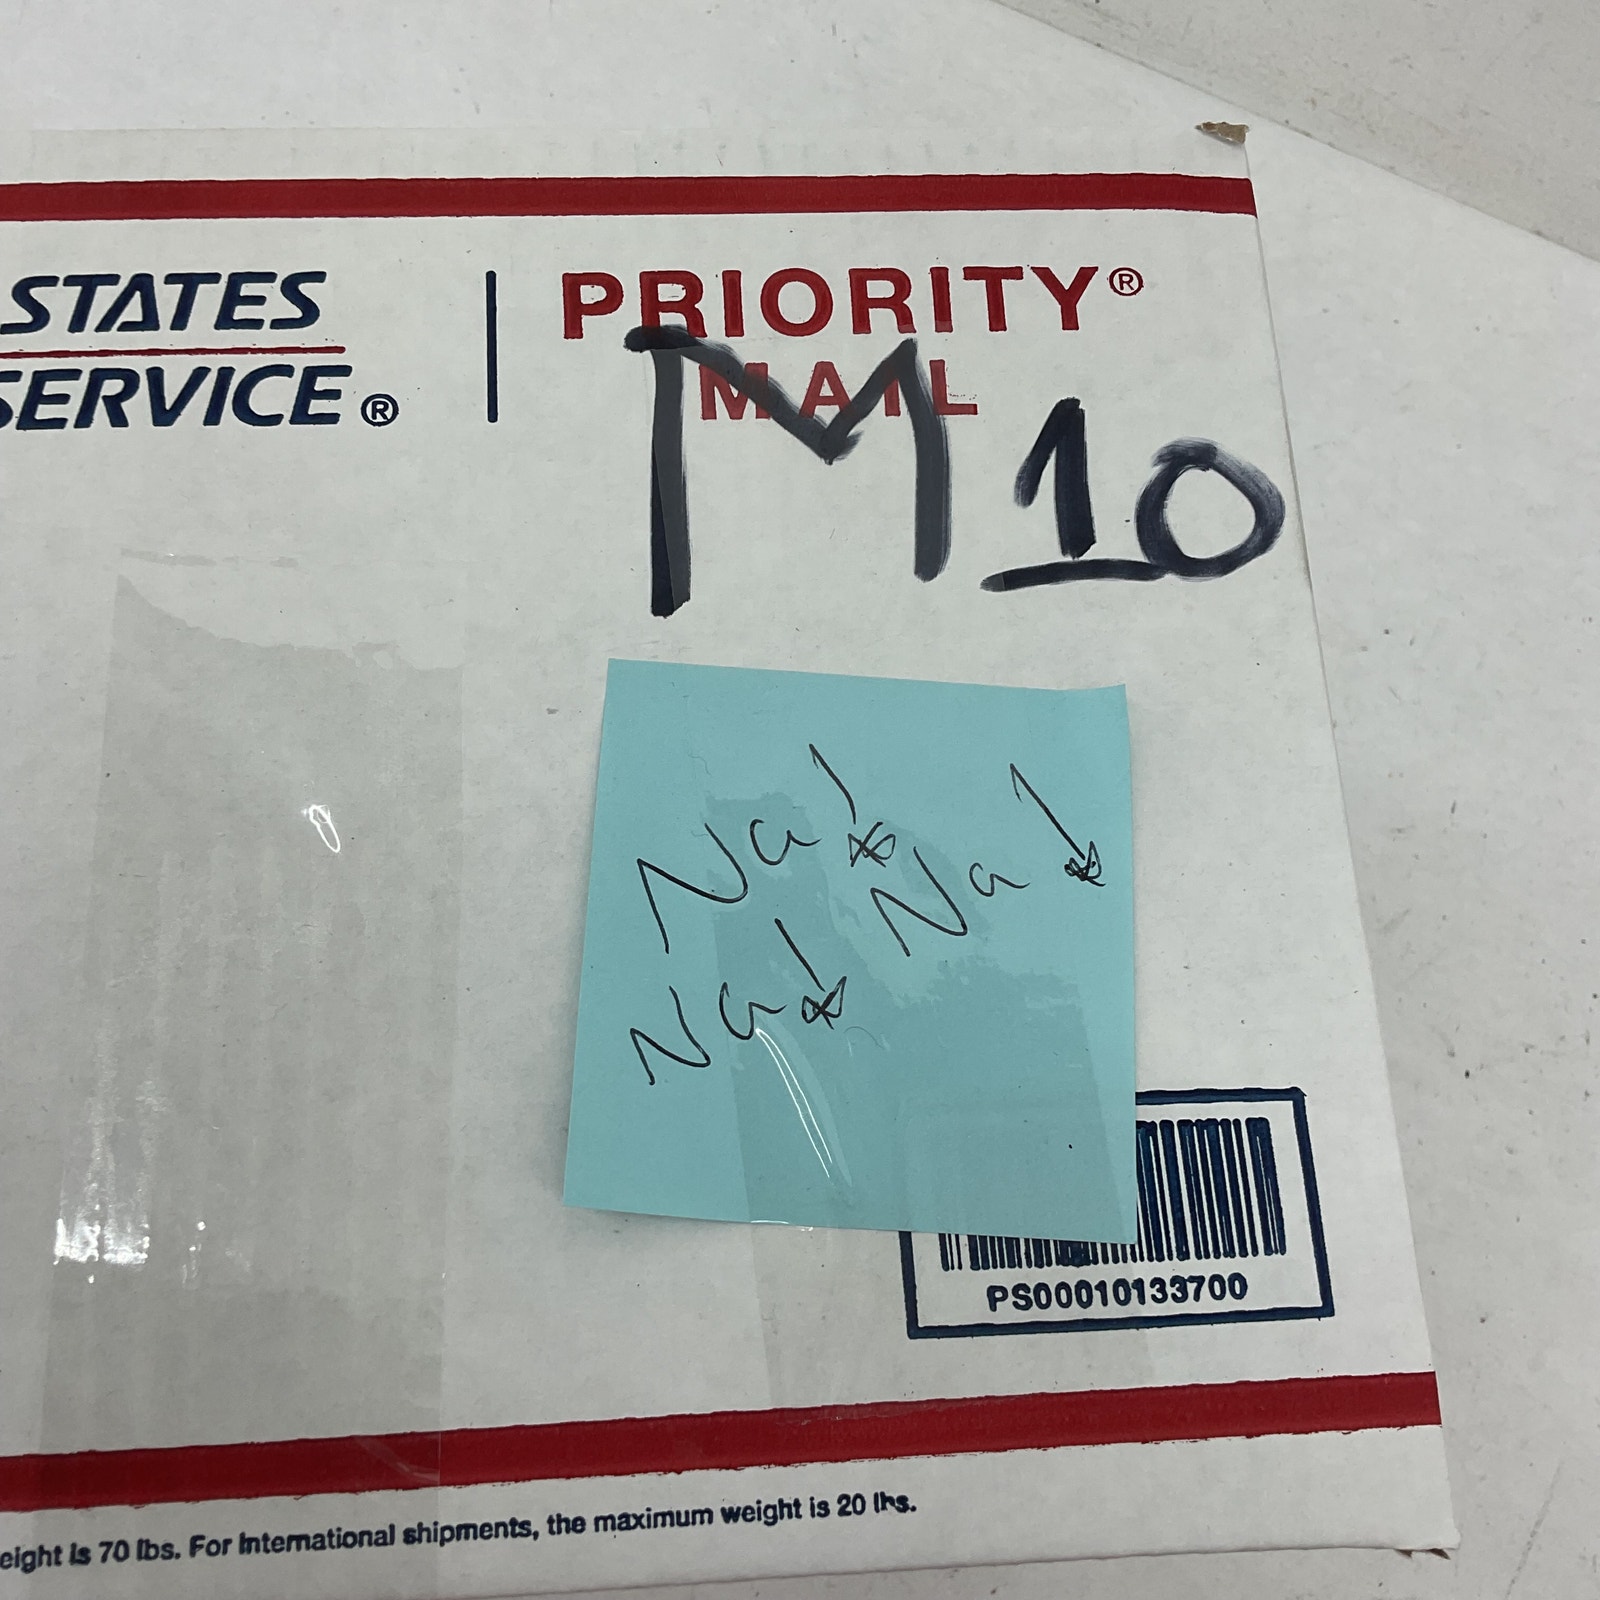 STATES
SERVICE®
PRIORITY®
MAIL
M10
Na!
Na!
Na!
PS00010133700
eight is 70 lbs. For International shipments, the maximum weight is 20 lbs.